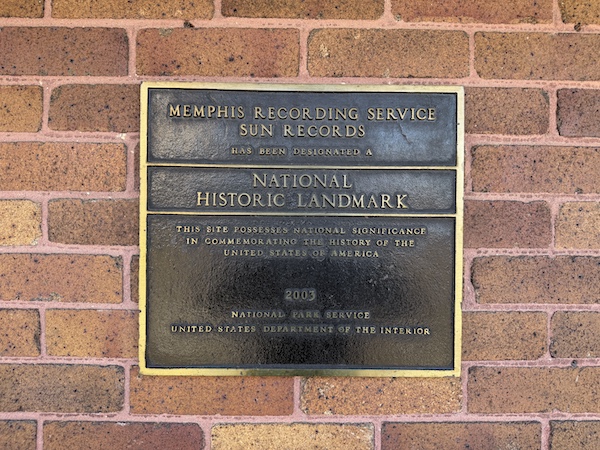 MEMPHIS RECORDING SERVICE
SUN RECORDS
HAS BEEN DESIGNATED A
NATIONAL
HISTORIC LANDMARK
THIS SITE POSSESSES NATIONAL SIGNIFICANCE
IN COMMEMORATING THE HISTORY OF THE
UNITED STATES OF AMERICA
2003
NATIONAL PARK SERVICE
UNITED STATES DEPARTMENT OF THE INTERIOR